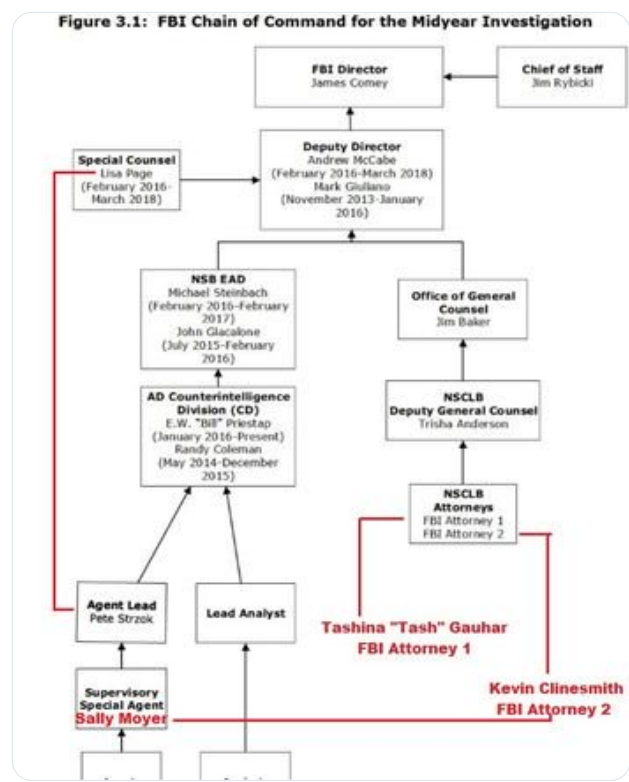 Figure 3.1: FBI Chain of Command for the Midyear Investigation
FBI Director
James Comey
Chief of Staff
Jim Rybicki
Deputy Director
Andrew McCabe
(February 2016-March 2018)
Mark Giuliano
(November 2013-January
2016)
Special Counsel
Lisa Page
(February 2016-
March 2018)
NSB EAD
Michael Steinbach
(February 2016-February
2017)
John Giacalone
(July 2015-February
2016)
Office of General
Counsel
Jim Baker
AD Counterintelligence
Division (CD)
E.W. "Bill" Priestap
(January 2016-Present)
Randy Coleman
(May 2014-December
2015)
NSCLB
Deputy General Counsel
Trisha Anderson
NSCLB
Attorneys
FBI Attorney 1
FBI Attorney 2
Agent Lead
Pete Strzok
Lead Analyst
Tashina "Tash" Gauhar
FBI Attorney 1
Supervisory
Special Agent
Sally Moyer
Kevin Clinesmith
FBI Attorney 2